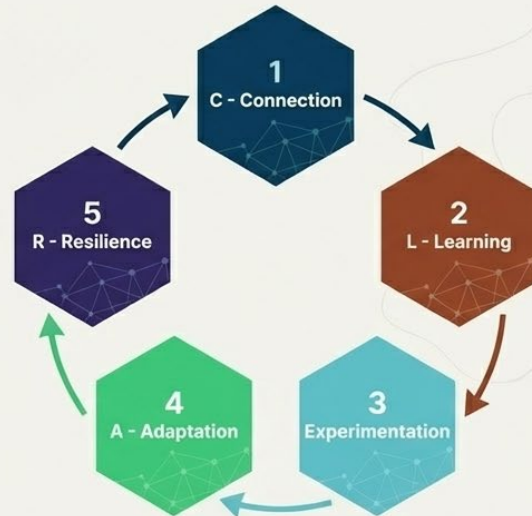 1
C - Connection
2
L - Learning
3
Experimentation
4
A - Adaptation
5
R - Resilience